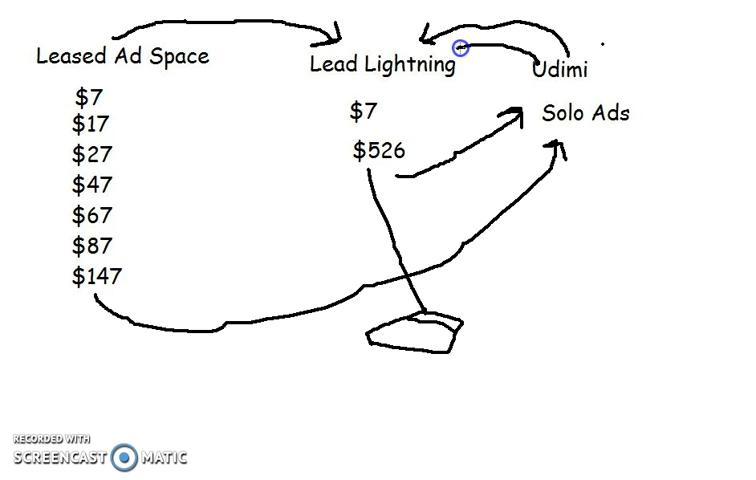 Leased Ad Space
$7
$17
$27
$47
$67
$87
$147
Lead Lightning
$7
$526
Udimi
Solo Ads
RECORDED WITH
SCREENCAST MATIC